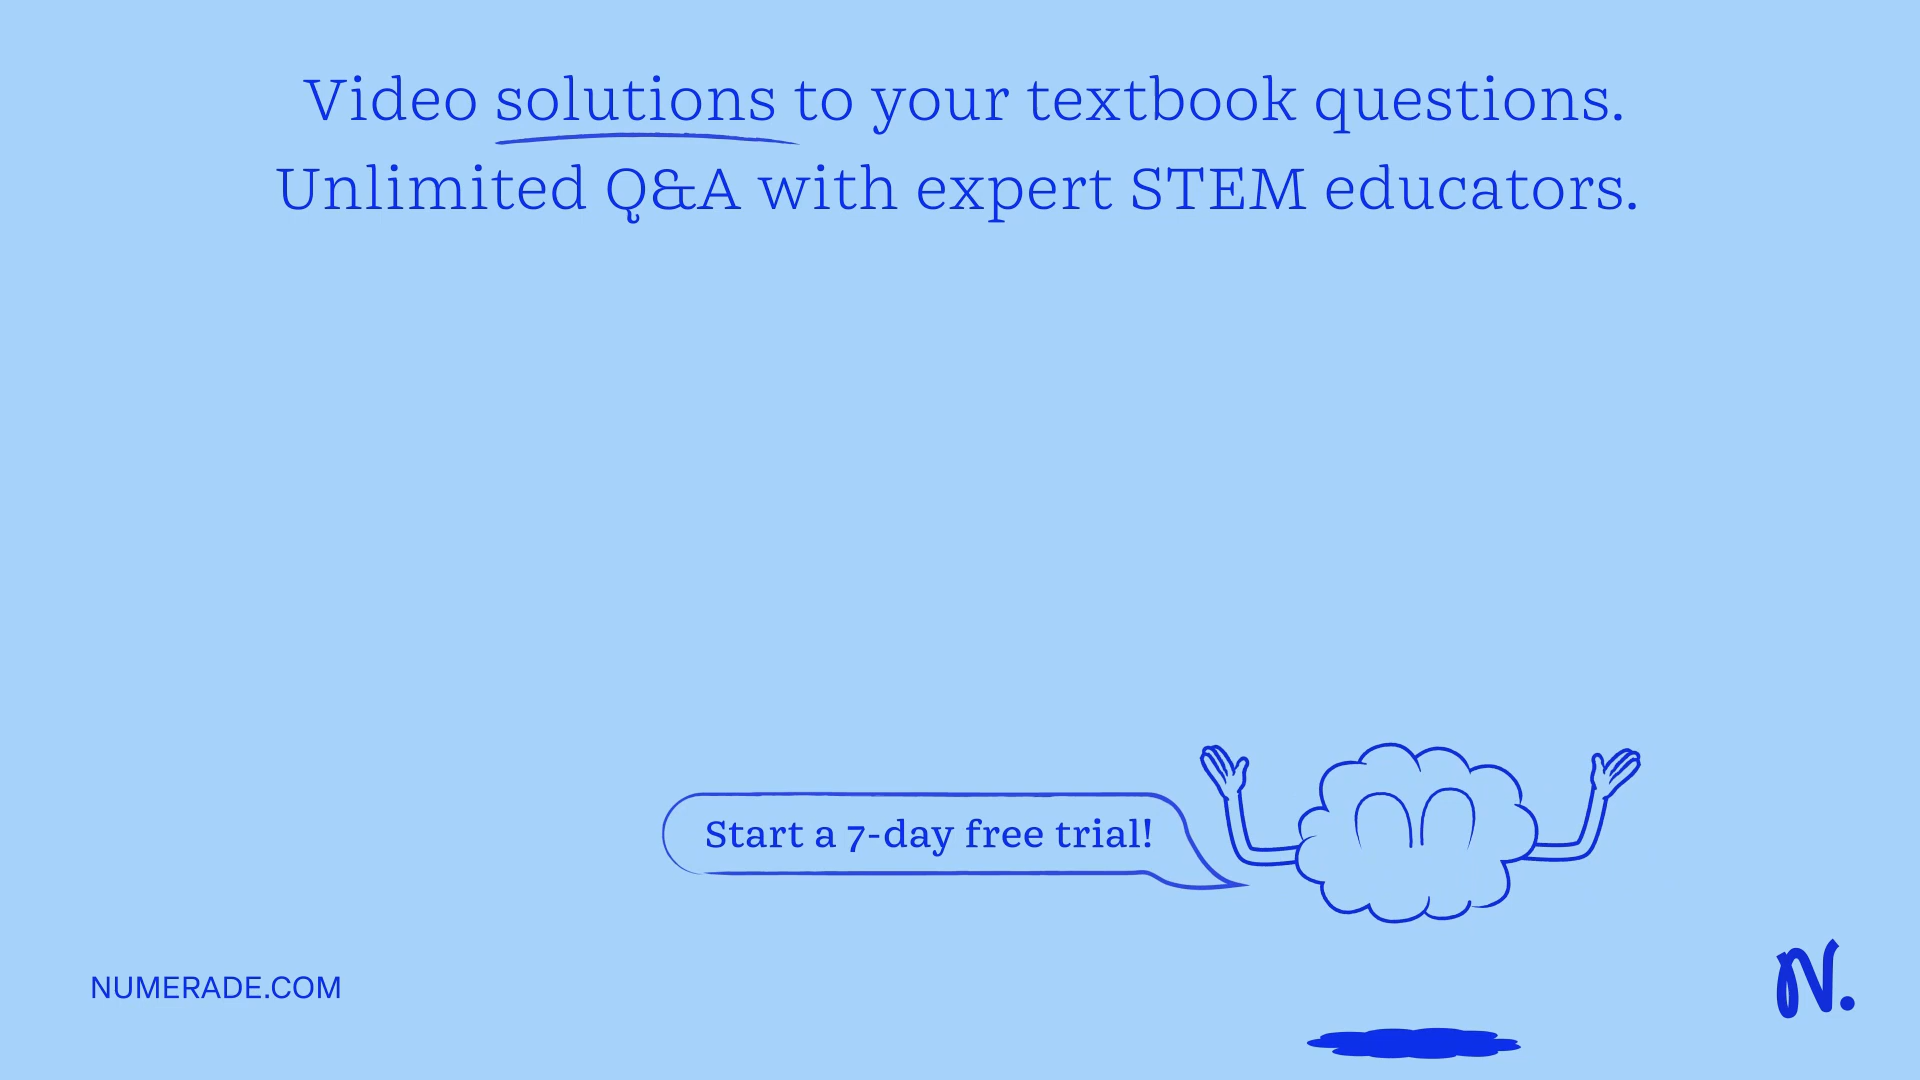 Video solutions to your textbook questions.
Unlimited Q&A with expert STEM educators.
Start a 7-day free trial!
NUMERADE.COM
N.